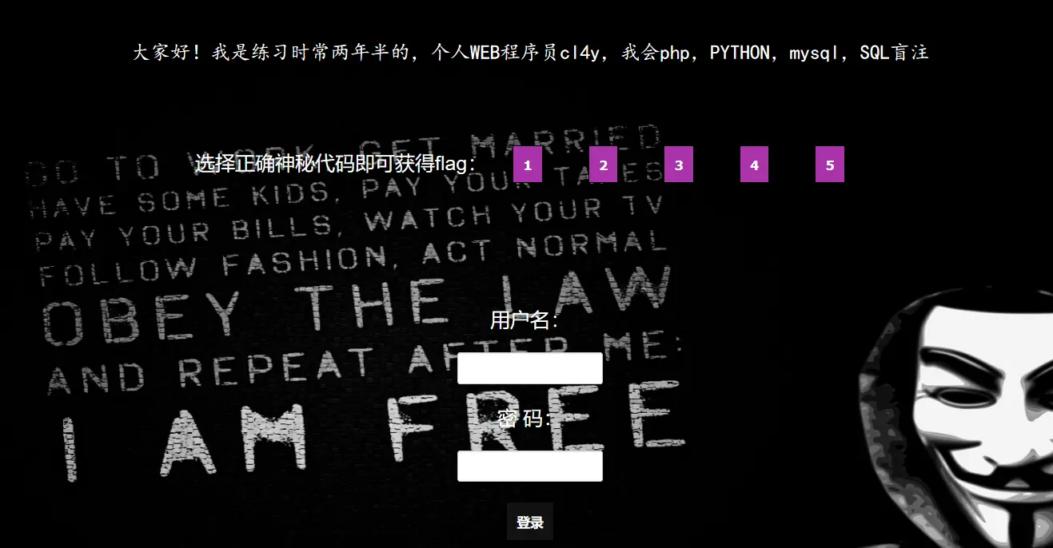 大家好！我是练习时常两年半的，个人WEB程序员cl4y，我会php，PYTHON，mysql，SQL盲注
选择正确神秘代码即可获得flag： 1 2 3 4 5
GO TO WORK, GET MARRIED
HAVE SOME KIDS, PAY YOUR TAXES
PAY YOUR BILLS, WATCH YOUR TV
FOLLOW FASHION, ACT NORMAL
OBEY THE LAW
AND REPEAT AFTER ME:
I AM FREE
用户名：
密 码：
登录